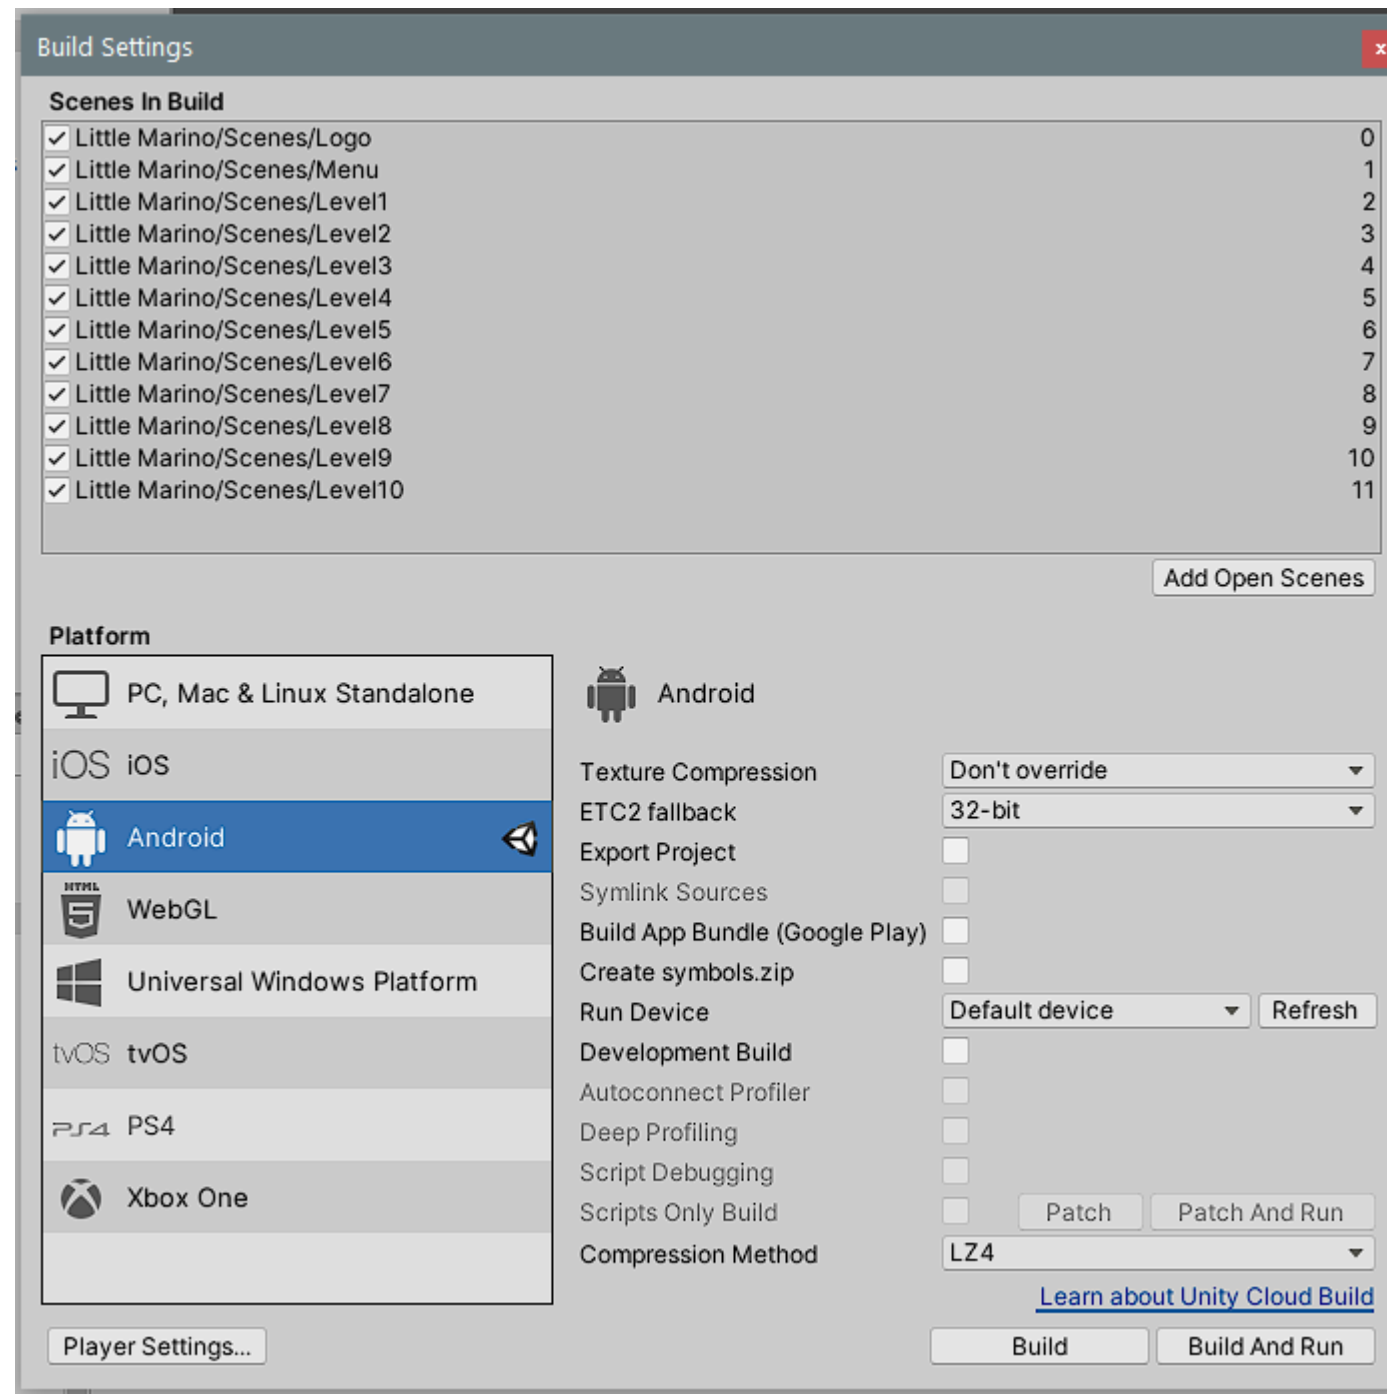 Build Settings
x
Scenes In Build
Little Marino/Scenes/Logo 0
Little Marino/Scenes/Menu 1
Little Marino/Scenes/Level1 2
Little Marino/Scenes/Level2 3
Little Marino/Scenes/Level3 4
Little Marino/Scenes/Level4 5
Little Marino/Scenes/Level5 6
Little Marino/Scenes/Level6 7
Little Marino/Scenes/Level7 8
Little Marino/Scenes/Level8 9
Little Marino/Scenes/Level9 10
Little Marino/Scenes/Level10 11
Add Open Scenes
Platform
PC, Mac & Linux Standalone
iOS iOS
Android
HTML 5 WebGL
Universal Windows Platform
tvOS tvOS
PS4 PS4
Xbox One
Android
Texture Compression Don't override
ETC2 fallback 32-bit
Export Project
Symlink Sources
Build App Bundle (Google Play)
Create symbols.zip
Run Device Default device Refresh
Development Build
Autoconnect Profiler
Deep Profiling
Script Debugging
Scripts Only Build Patch Patch And Run
Compression Method LZ4
Learn about Unity Cloud Build
Player Settings... Build Build And Run